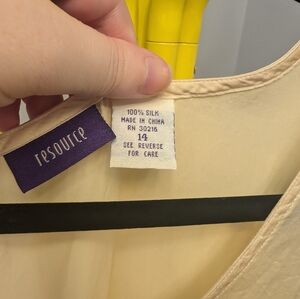 resource
100% SILK
MADE IN CHINA
RN 30216
14
SEE REVERSE
FOR CARE